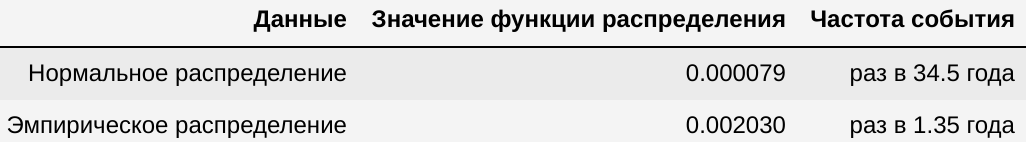 Данные Значение функции распределения Частота события
Нормальное распределение 0.000079 раз в 34.5 года
Эмпирическое распределение 0.002030 раз в 1.35 года